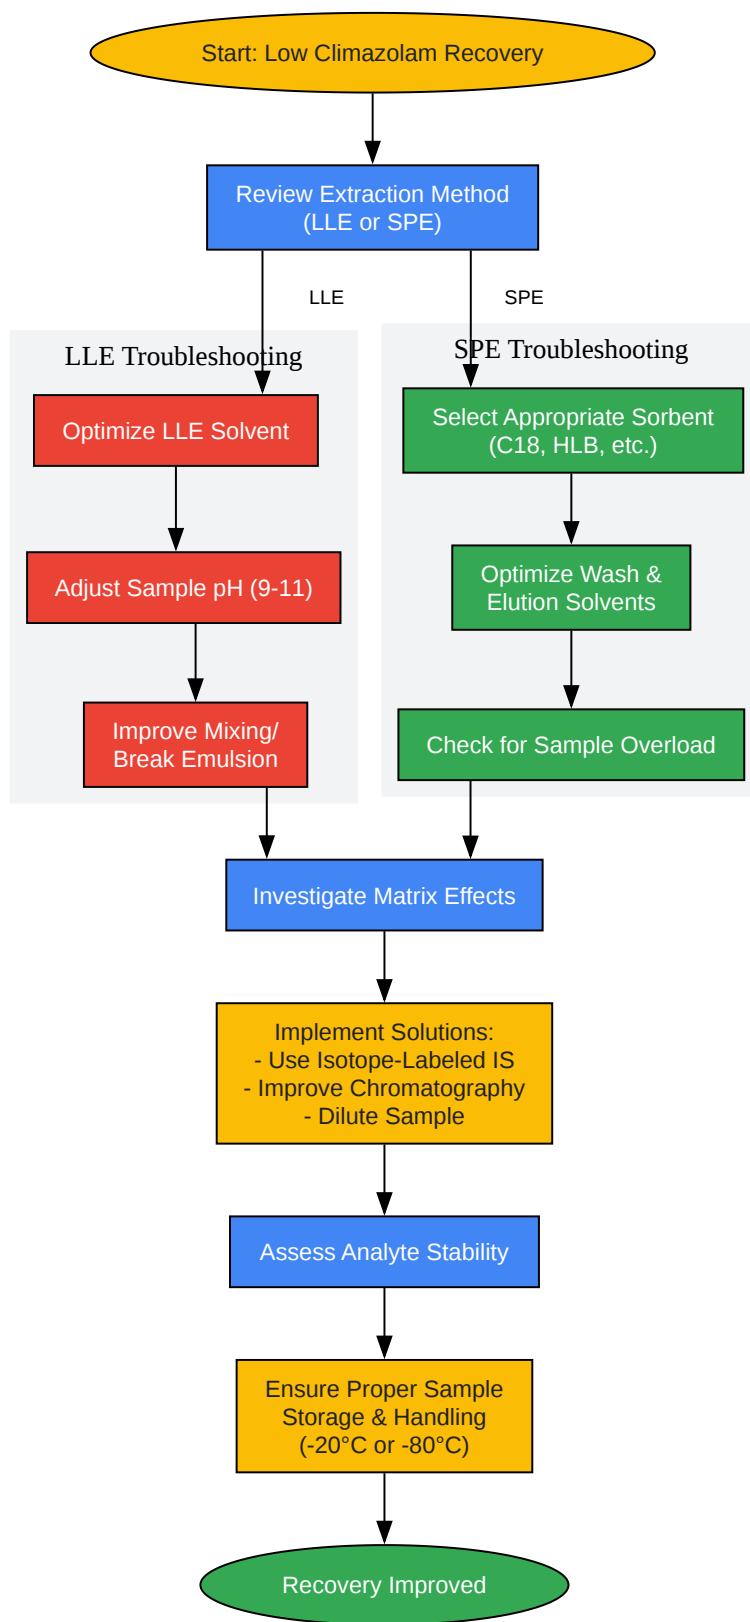 Start: Low Climazolam Recovery
Review Extraction Method
(LLE or SPE)
LLE
SPE
LLE Troubleshooting
Optimize LLE Solvent
Adjust Sample pH (9-11)
Improve Mixing/
Break Emulsion
SPE Troubleshooting
Select Appropriate Sorbent
(C18, HLB, etc.)
Optimize Wash &
Elution Solvents
Check for Sample Overload
Investigate Matrix Effects
Implement Solutions:
- Use Isotope-Labeled IS
- Improve Chromatography
- Dilute Sample
Assess Analyte Stability
Ensure Proper Sample
Storage & Handling
(-20°C or -80°C)
Recovery Improved